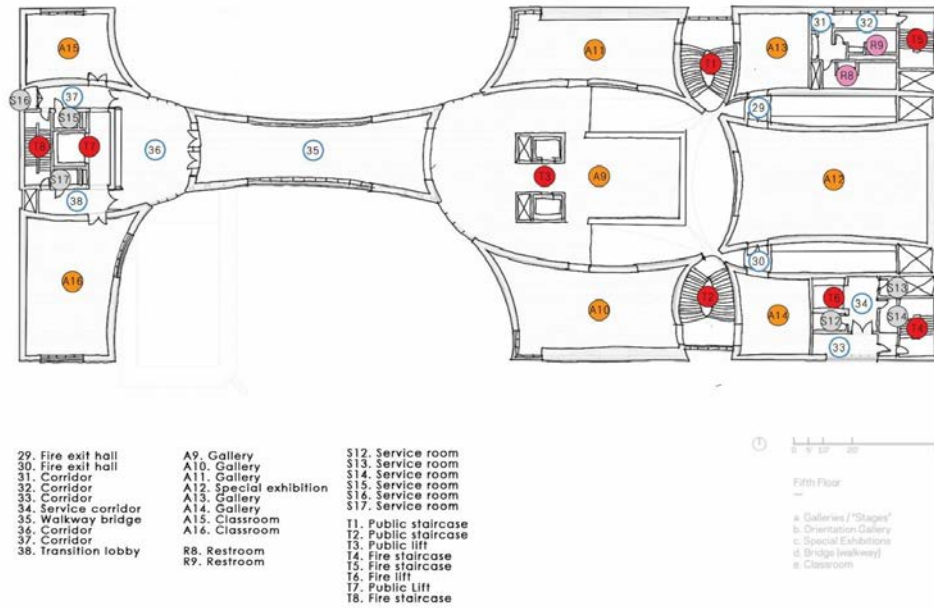 A15
A11
A13
31
32
R9
T5
T1
R8
S16
37
29
S15
T8
T7
36
35
T3
A9
A12
S17
38
30
A16
A10
T2
A14
T6
34
S13
S12
S14
T4
33
29. Fire exit hall
30. Fire exit hall
31. Corridor
32. Corridor
33. Corridor
34. Service corridor
35. Walkway bridge
36. Corridor
37. Corridor
38. Transition lobby
A9. Gallery
A10. Gallery
A11. Gallery
A12. Special exhibition
A13. Gallery
A14. Gallery
A15. Classroom
A16. Classroom
R8. Restroom
R9. Restroom
S12. Service room
S13. Service room
S14. Service room
S15. Service room
S16. Service room
S17. Service room
T1. Public staircase
T2. Public staircase
T3. Public lift
T4. Fire staircase
T5. Fire staircase
T6. Fire lift
T7. Public Lift
T8. Fire staircase
0 5 10 20
Fifth Floor
a Galleries / "Stages"
b. Orientation Gallery
c. Special Exhibitions
d. Bridge (walkway)
e. Classroom